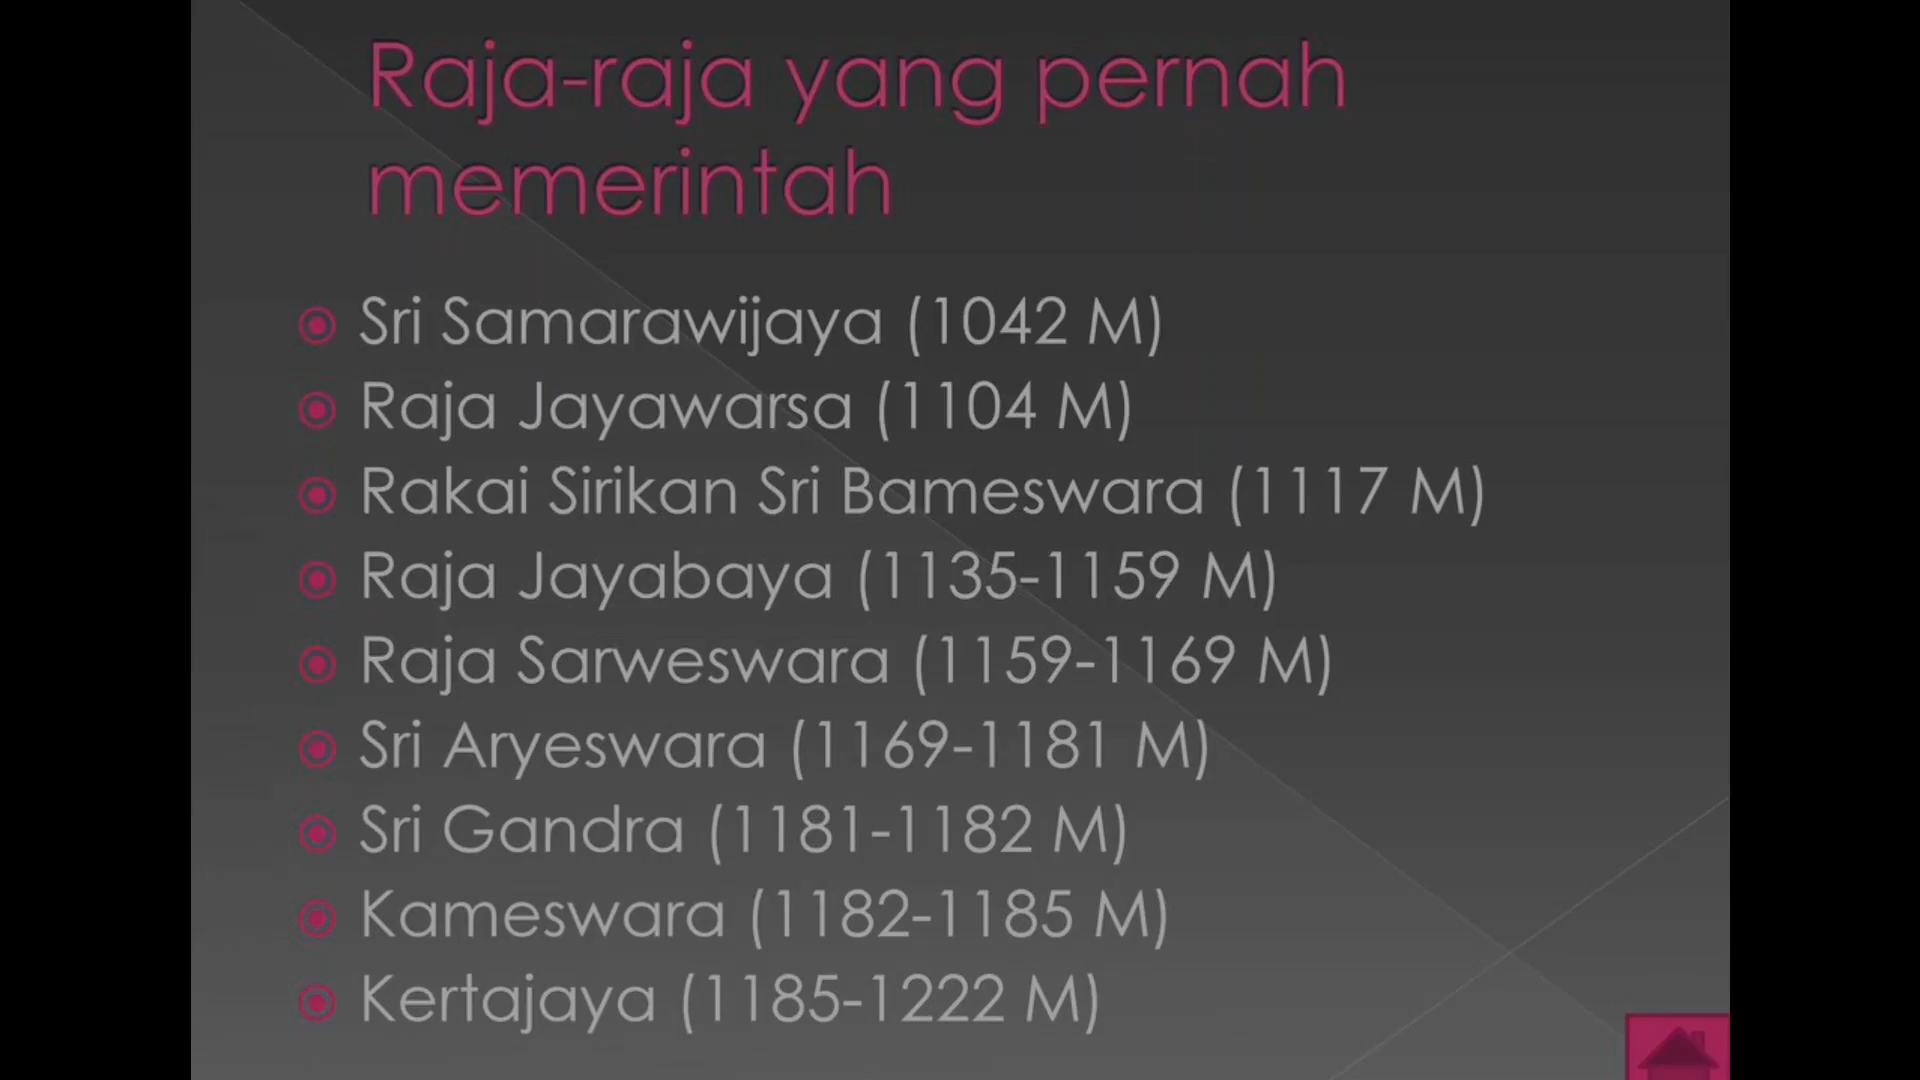 Raja-raja yang pernah
memerintah
Sri Samarawijaya (1042 M)
Raja Jayawarsa (1104 M)
Rakai Sirikan Sri Bameswara (1117 M)
Raja Jayabaya (1135-1159 M)
Raja Sarweswara (1159-1169 M)
Sri Aryeswara (1169-1181 M)
Sri Gandra (1181-1182 M)
Kameswara (1182-1185 M)
Kertajaya (1185-1222 M)